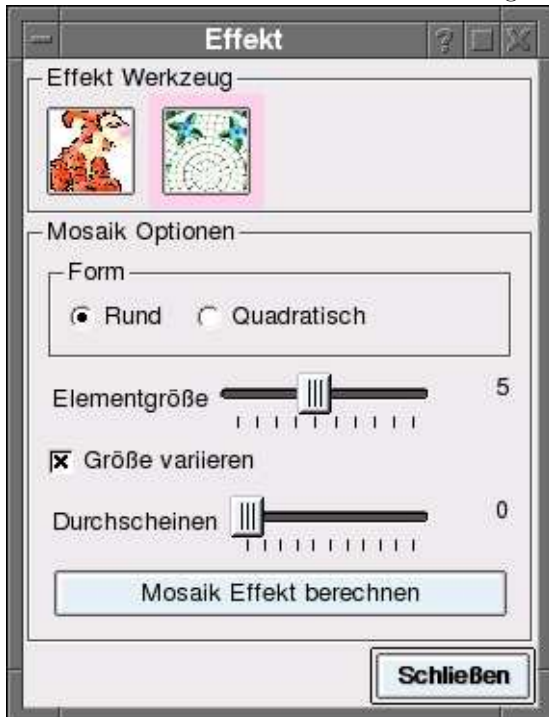 Effekt
Effekt Werkzeug
Mosaik Optionen
Form
Rund Quadratisch
Elementgröße 5
Größe variieren
Durchscheinen 0
Mosaik Effekt berechnen
Schließen